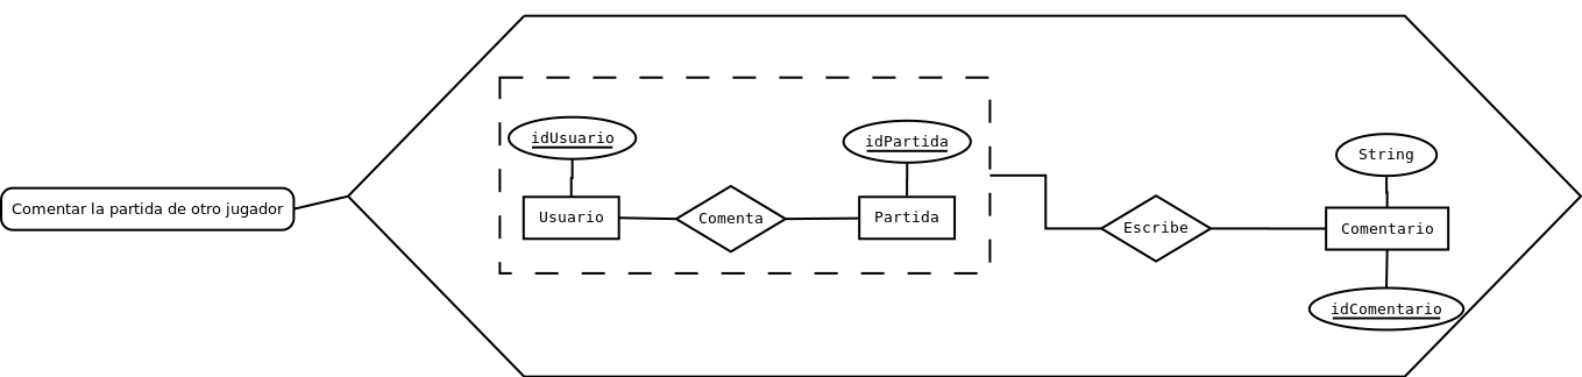 Comentar la partida de otro jugador
idUsuario
idPartida
Usuario
Comenta
Partida
Escribe
String
Comentario
idComentario